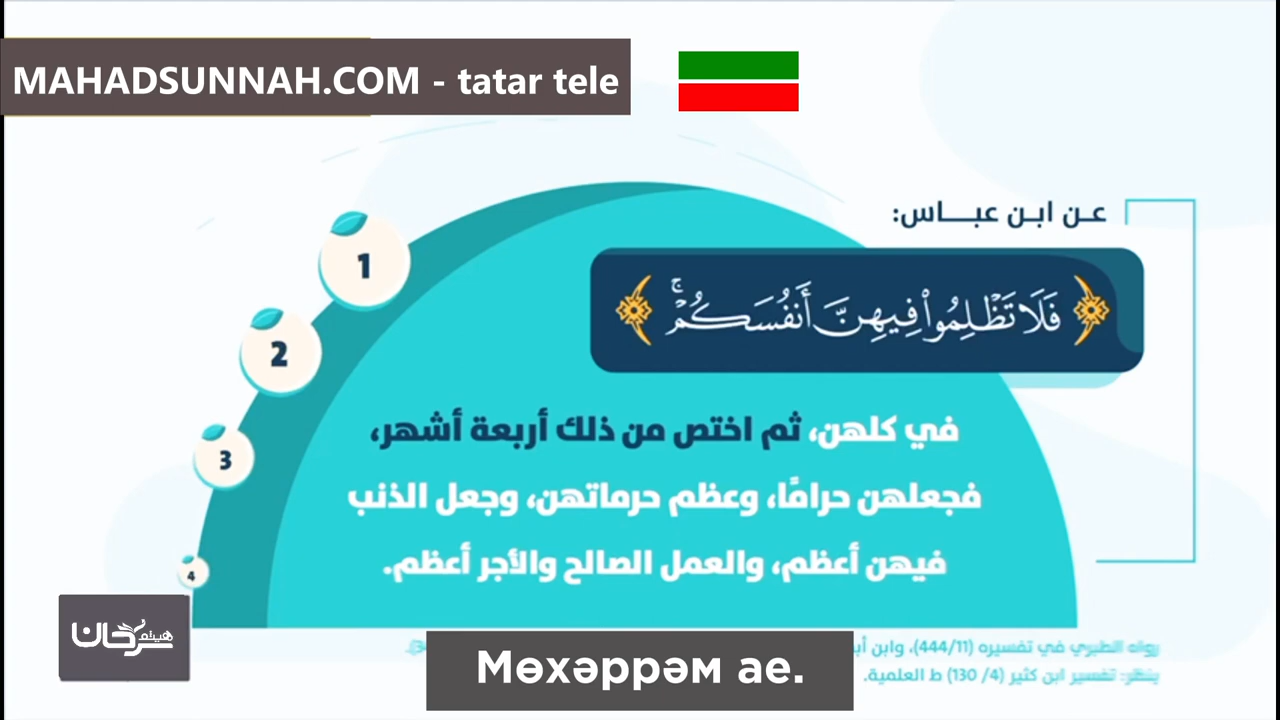 MAHADSUNNAH.COM - tatar tele
عن ابن عباس:
﴿فَلَا تَظْلِمُوا۟ فِيهِنَّ أَنفُسَكُمْ ۚ﴾
في كلهن، ثم اختص من ذلك أربعة أشهر،
فجعلهن حرامًا، وعظم حرماتهن، وجعل الذنب
فيهن أعظم، والعمل الصالح والأجر أعظم.
1
2
3
4
هيثم سرحان
رواه الطبري في تفسيره (444/11)، وابن
ينظر: تفسير ابن كثير (4/ 130) ط العلمية.
Мөхәррәм ае.